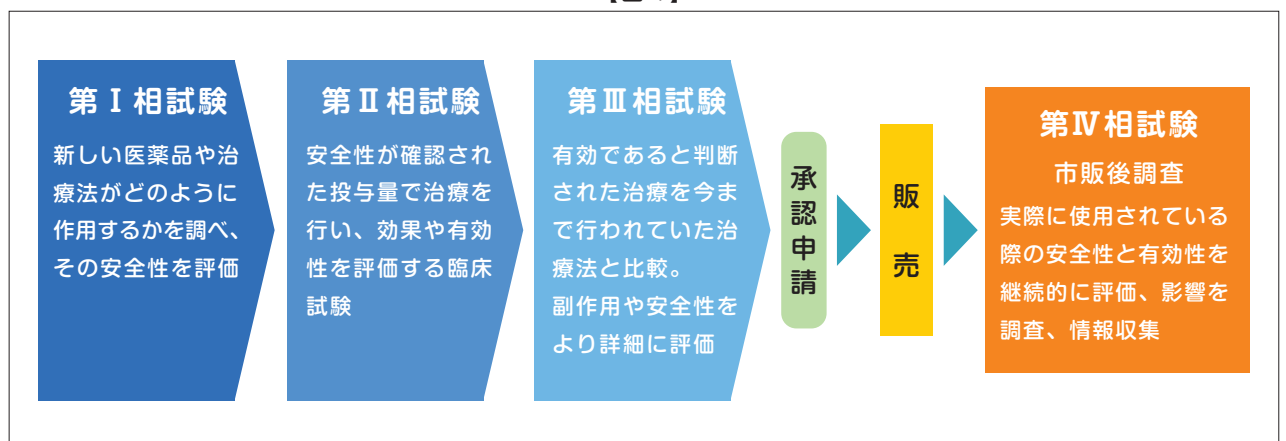 第Ⅰ相試験
新しい医薬品や治
療法がどのように
作用するかを調べ、
その安全性を評価
第Ⅱ相試験
安全性が確認され
た投与量で治療を
行い、効果や有効
性を評価する臨床
試験
第Ⅲ相試験
有効であると判断
された治療を今ま
で行われていた治
療法と比較。
副作用や安全性を
より詳細に評価
承認申請
販売
第Ⅳ相試験
市販後調査
実際に使用されている
際の安全性と有効性を
継続的に評価、影響を
調査、情報収集